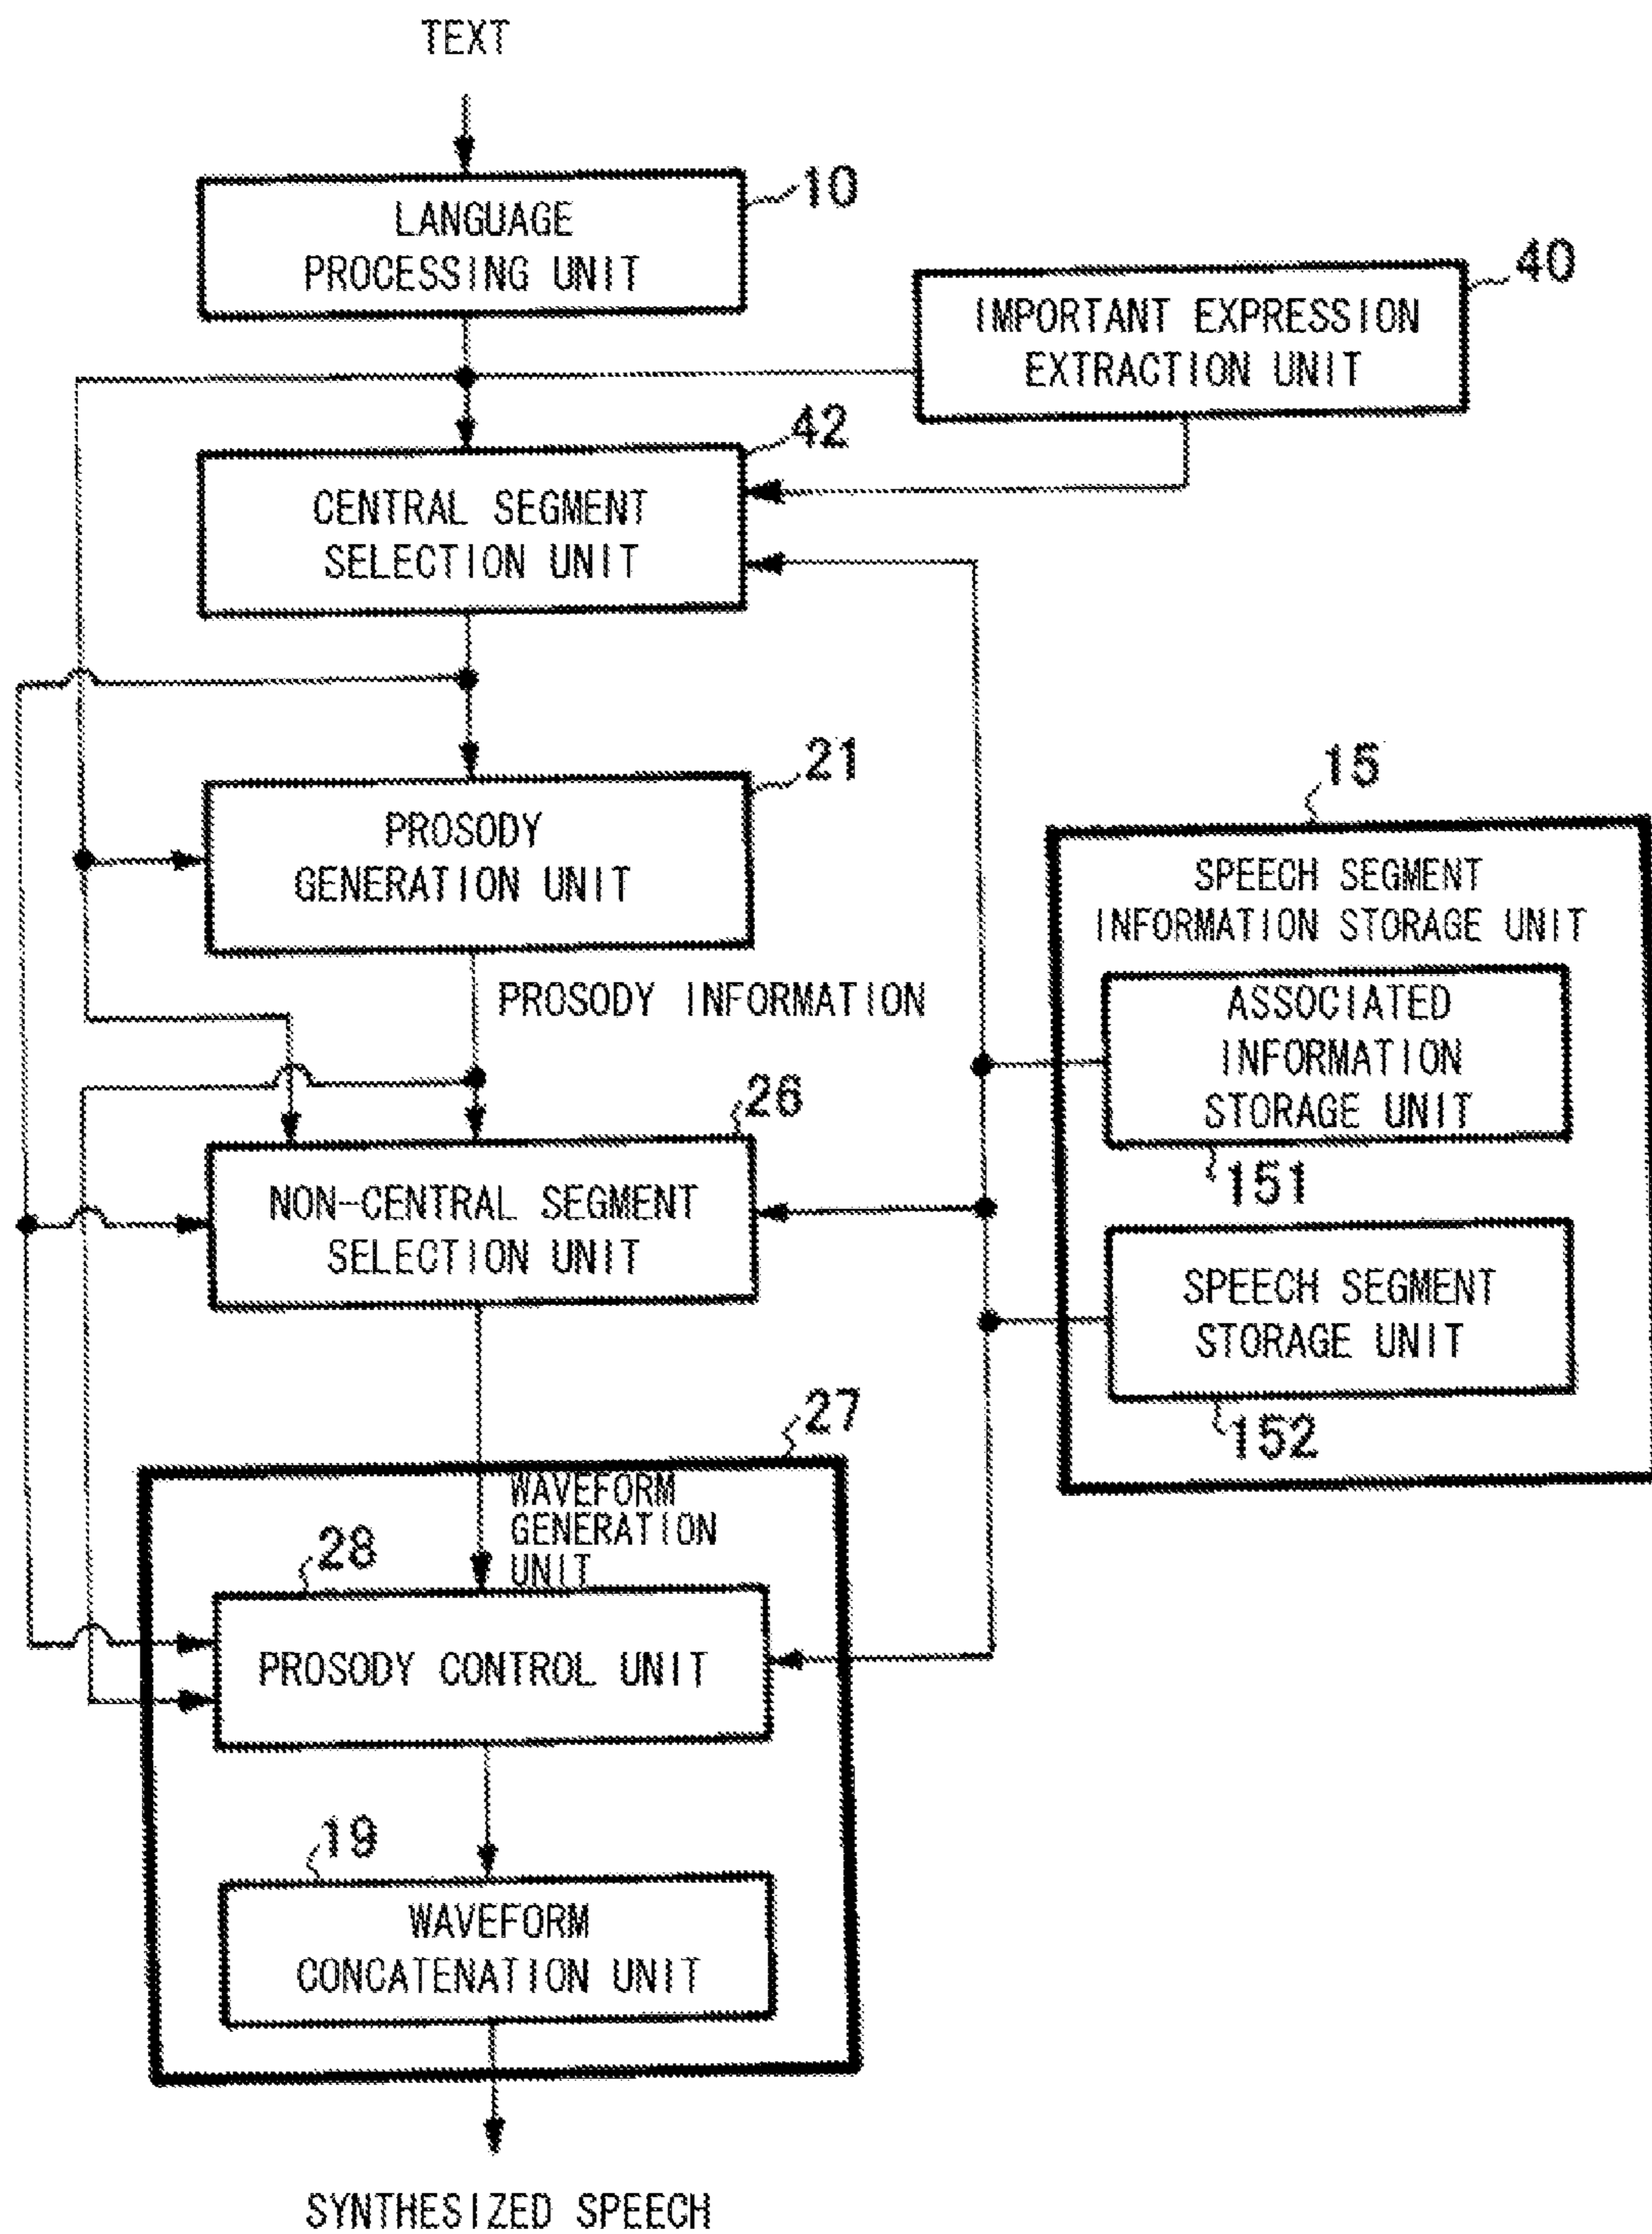 TEXT
10
LANGUAGE
PROCESSING UNIT
40
IMPORTANT EXPRESSION
EXTRACTION UNIT
42
CENTRAL SEGMENT
SELECTION UNIT
21
PROSODY
GENERATION UNIT
PROSODY INFORMATION
15
SPEECH SEGMENT
INFORMATION STORAGE UNIT
ASSOCIATED
INFORMATION
STORAGE UNIT
151
26
NON-CENTRAL SEGMENT
SELECTION UNIT
SPEECH SEGMENT
STORAGE UNIT
152
27
WAVEFORM
GENERATION
UNIT
28
PROSODY CONTROL UNIT
19
WAVEFORM
CONCATENATION UNIT
SYNTHESIZED SPEECH